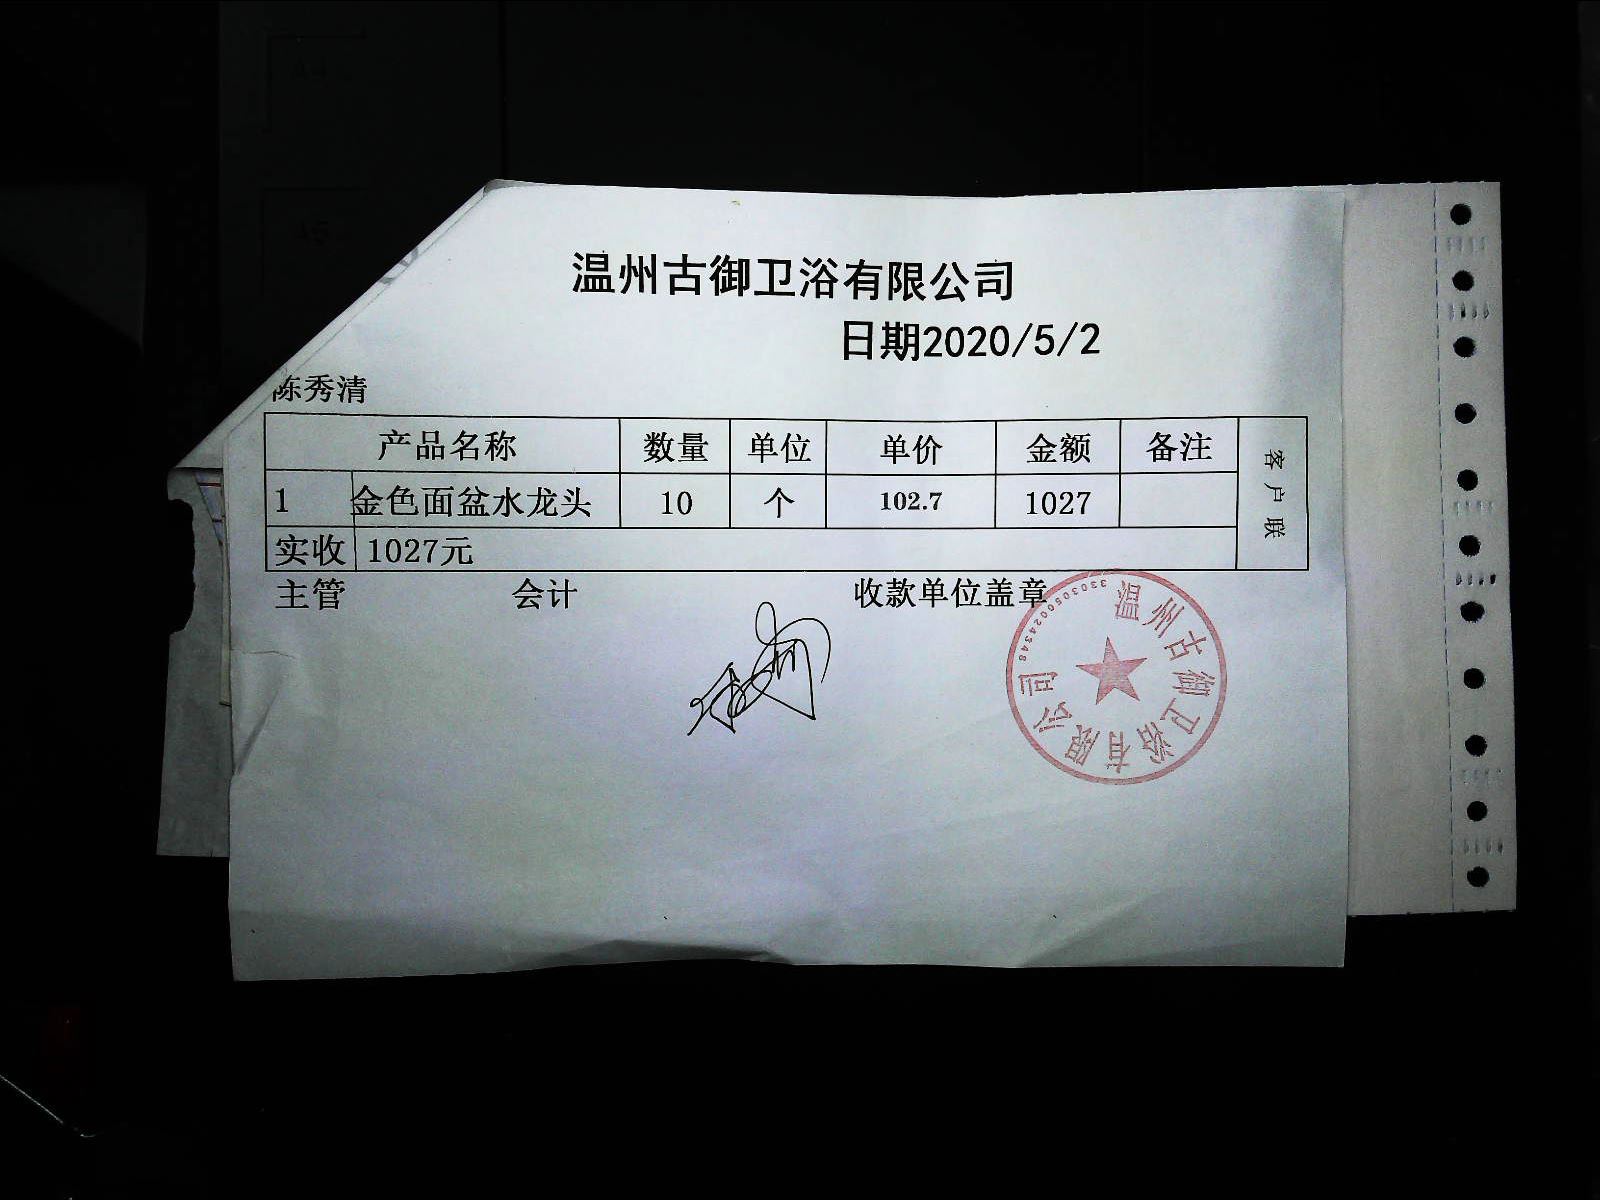 温州古御卫浴有限公司
日期2020/5/2
陈秀清
产品名称 数量 单位 单价 金额 备注
1 金色面盆水龙头 10 个 102.7 1027
实收 1027元
客户联
主管 会计 收款单位盖章
温州古御卫浴有限公司
3303050024348